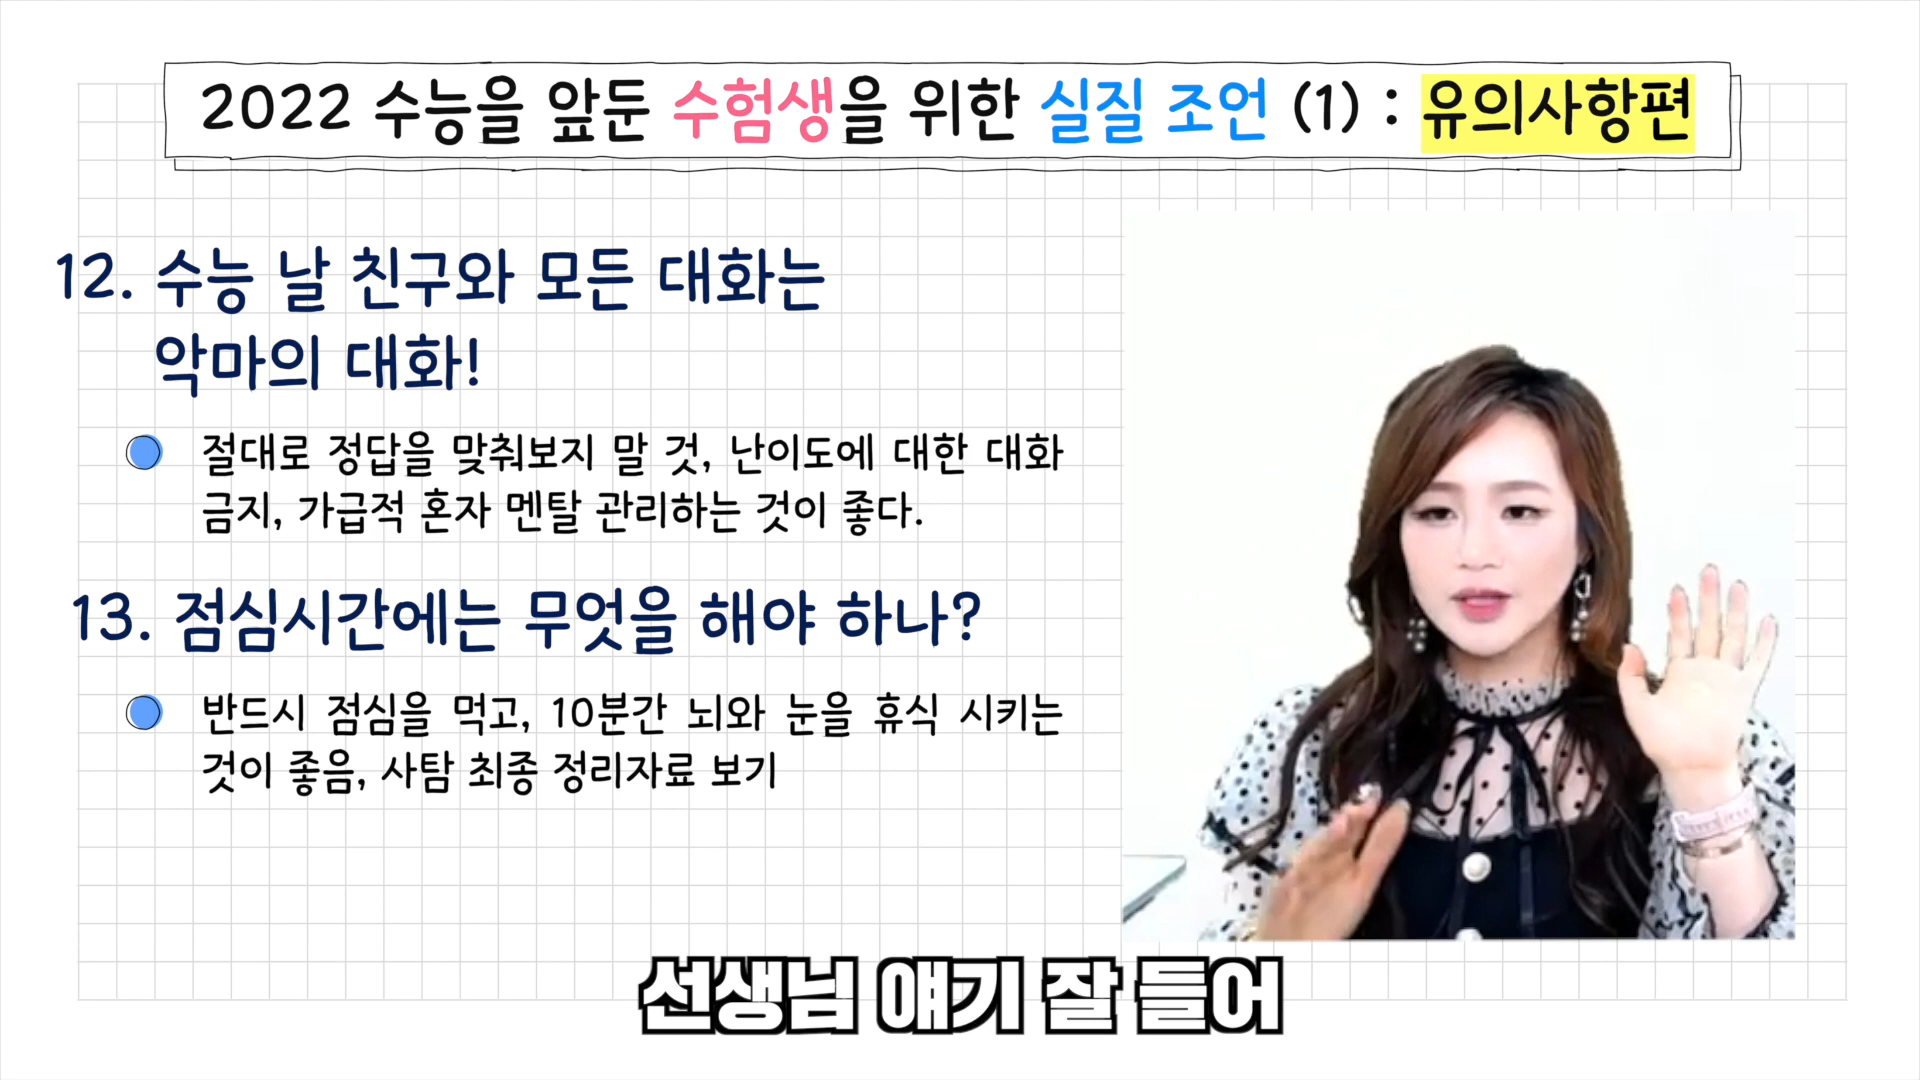 2022 수능을 앞둔 수험생을 위한 실질 조언 (1) : 유의사항편
12. 수능 날 친구와 모든 대화는
악마의 대화!
절대로 정답을 맞춰보지 말 것, 난이도에 대한 대화
금지, 가급적 혼자 멘탈 관리하는 것이 좋다.
13. 점심시간에는 무엇을 해야 하나?
반드시 점심을 먹고, 10분간 뇌와 눈을 휴식 시키는
것이 좋음, 사탐 최종 정리자료 보기
선생님 얘기 잘 들어